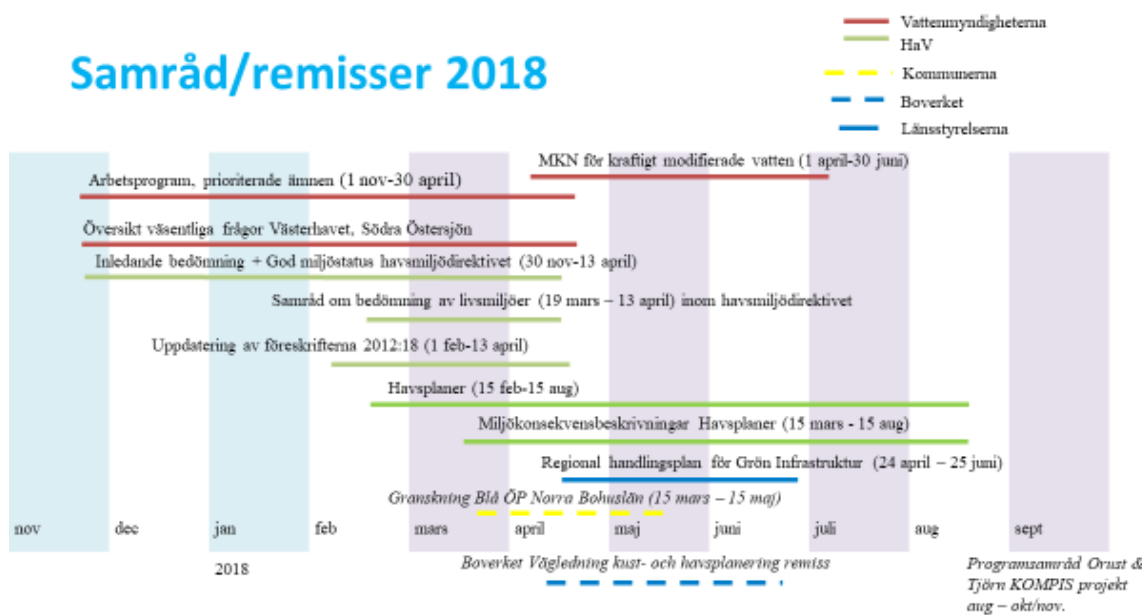 Samråd/remisser 2018
Vattenmyndigheterna
HaV
Kommunerna
Boverket
Länsstyrelserna
MKN för kraftigt modifierade vatten (1 april-30 juni)
Arbetsprogram, prioriterade ämnen (1 nov-30 april)
Översikt väsentliga frågor Västerhavet, Södra Östersjön
Inledande bedömning + God miljöstatus havsmiljödirektivet (30 nov-13 april)
Samråd om bedömning av livsmiljöer (19 mars – 13 april) inom havsmiljödirektivet
Uppdatering av föreskrifterna 2012:18 (1 feb-13 april)
Havsplaner (15 feb-15 aug)
Miljökonsekvensbeskrivningar Havsplaner (15 mars - 15 aug)
Regional handlingsplan för Grön Infrastruktur (24 april – 25 juni)
Granskning Blå ÖP Norra Bohuslän (15 mars – 15 maj)
nov dec jan feb mars april maj juni juli aug sept
2018
Boverket Vägledning kust- och havsplanering remiss
Programsamråd Orust &
Tjörn KOMPIS projekt
aug – okt/nov.